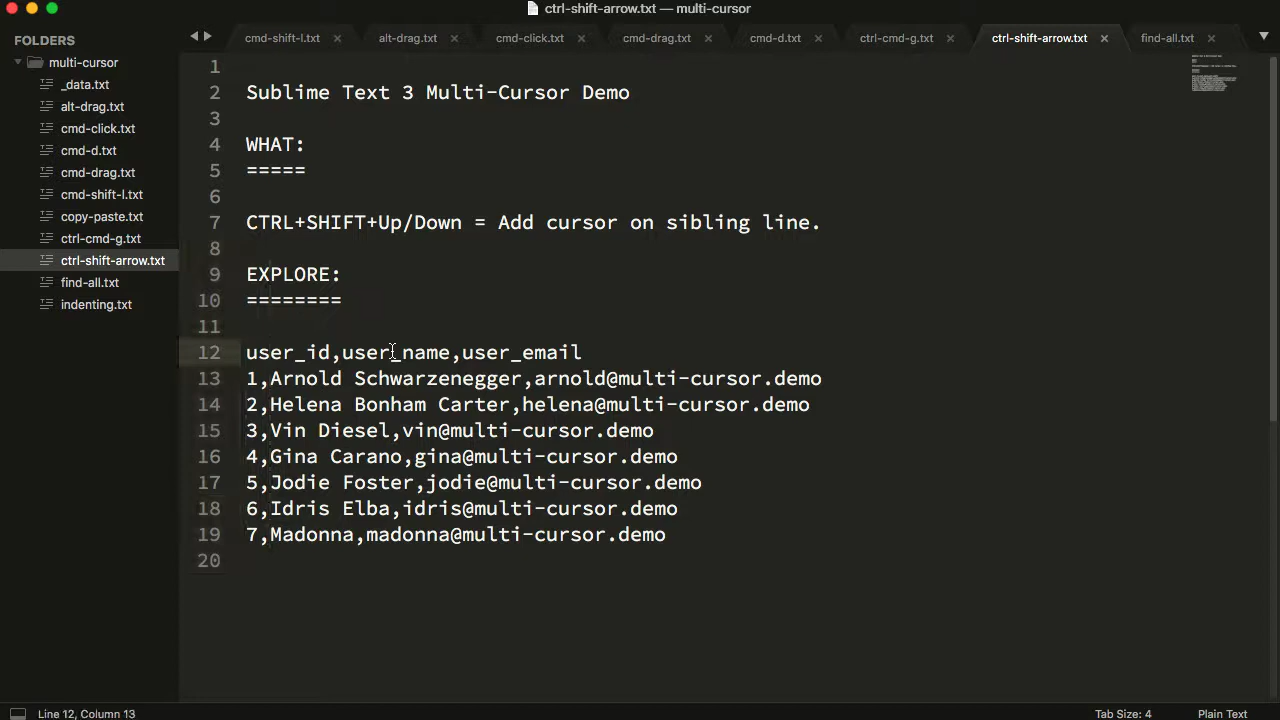 ctrl-shift-arrow.txt — multi-cursor
FOLDERS
multi-cursor
_data.txt
alt-drag.txt
cmd-click.txt
cmd-d.txt
cmd-drag.txt
cmd-shift-l.txt
copy-paste.txt
ctrl-cmd-g.txt
ctrl-shift-arrow.txt
find-all.txt
indenting.txt
cmd-shift-l.txt × alt-drag.txt × cmd-click.txt × cmd-drag.txt × cmd-d.txt × ctrl-cmd-g.txt × ctrl-shift-arrow.txt × find-all.txt ×
1
2 Sublime Text 3 Multi-Cursor Demo
3
4 WHAT:
5 =====
6
7 CTRL+SHIFT+Up/Down = Add cursor on sibling line.
8
9 EXPLORE:
10 ========
11
12 user_id,user_name,user_email
13 1,Arnold Schwarzenegger,arnold@multi-cursor.demo
14 2,Helena Bonham Carter,helena@multi-cursor.demo
15 3,Vin Diesel,vin@multi-cursor.demo
16 4,Gina Carano,gina@multi-cursor.demo
17 5,Jodie Foster,jodie@multi-cursor.demo
18 6,Idris Elba,idris@multi-cursor.demo
19 7,Madonna,madonna@multi-cursor.demo
20
Line 12, Column 13
Tab Size: 4
Plain Text